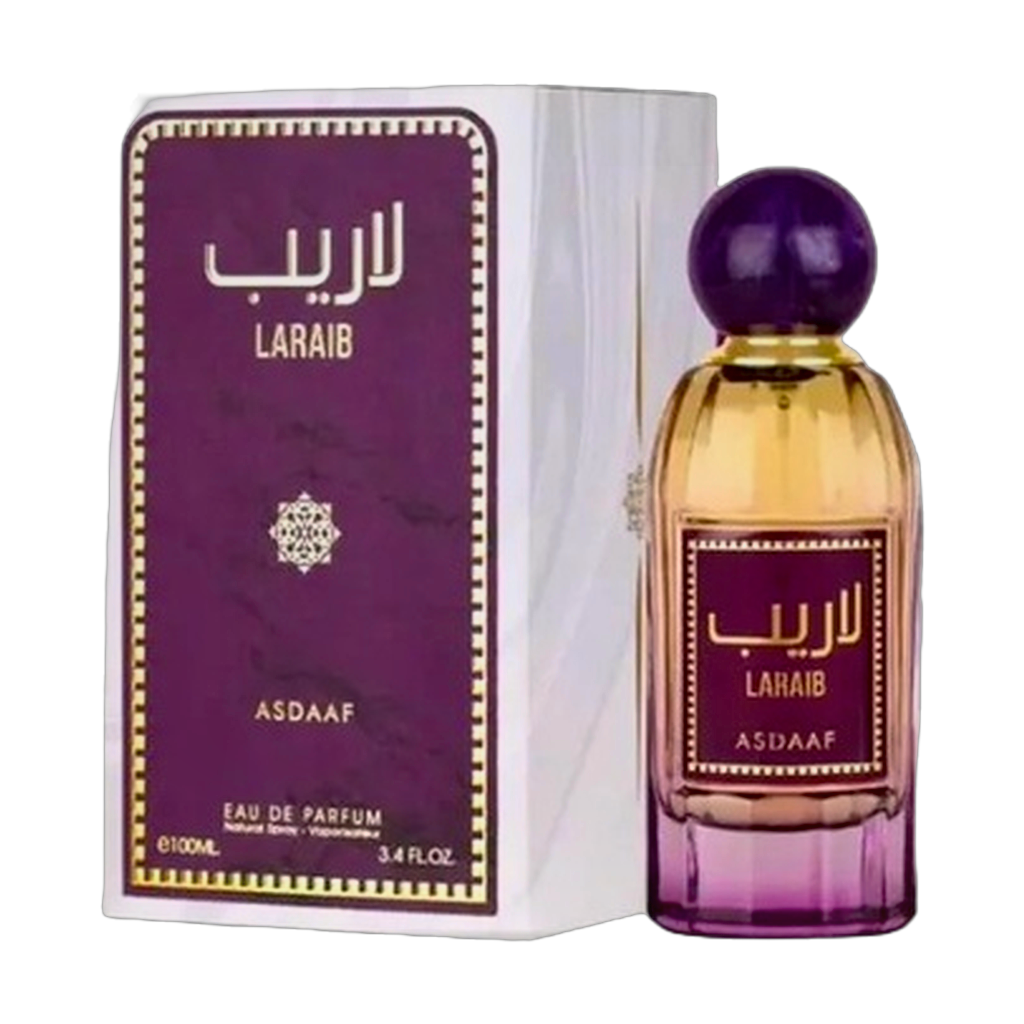 لاريب
LARAIB
ASDAAF
EAU DE PARFUM
Natural Spray - Vaporisateur
e100ML. 3.4 FL.OZ.
لاريب
LARAIB
ASDAAF